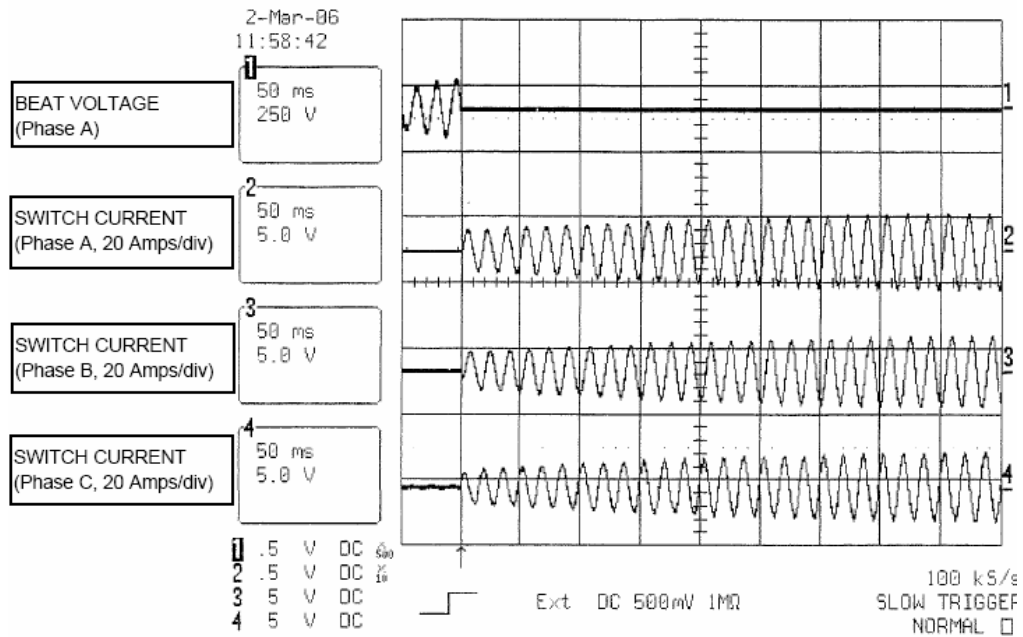 2-Mar-06
11:58:42
BEAT VOLTAGE
(Phase A)
1
50 ms
250 V
1
SWITCH CURRENT
(Phase A, 20 Amps/div)
2
50 ms
5.0 V
2
SWITCH CURRENT
(Phase B, 20 Amps/div)
3
50 ms
5.0 V
3
SWITCH CURRENT
(Phase C, 20 Amps/div)
4
50 ms
5.0 V
4
1 .5 V DC
2 .5 V DC
3 5 V DC
4 5 V DC
Ext DC 500mV 1MΩ
100 kS/s
SLOW TRIGGER
NORMAL